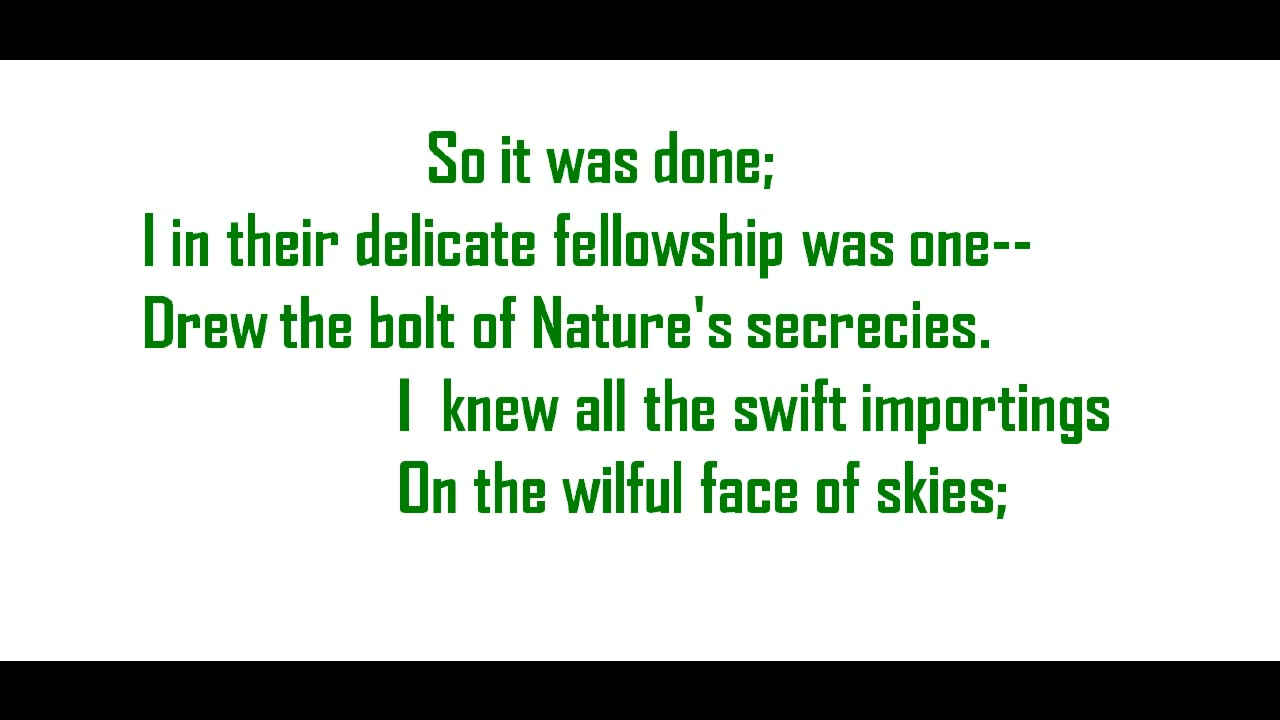 So it was done;
I in their delicate fellowship was one--
Drew the bolt of Nature's secrecies.
I knew all the swift importings
On the wilful face of skies;